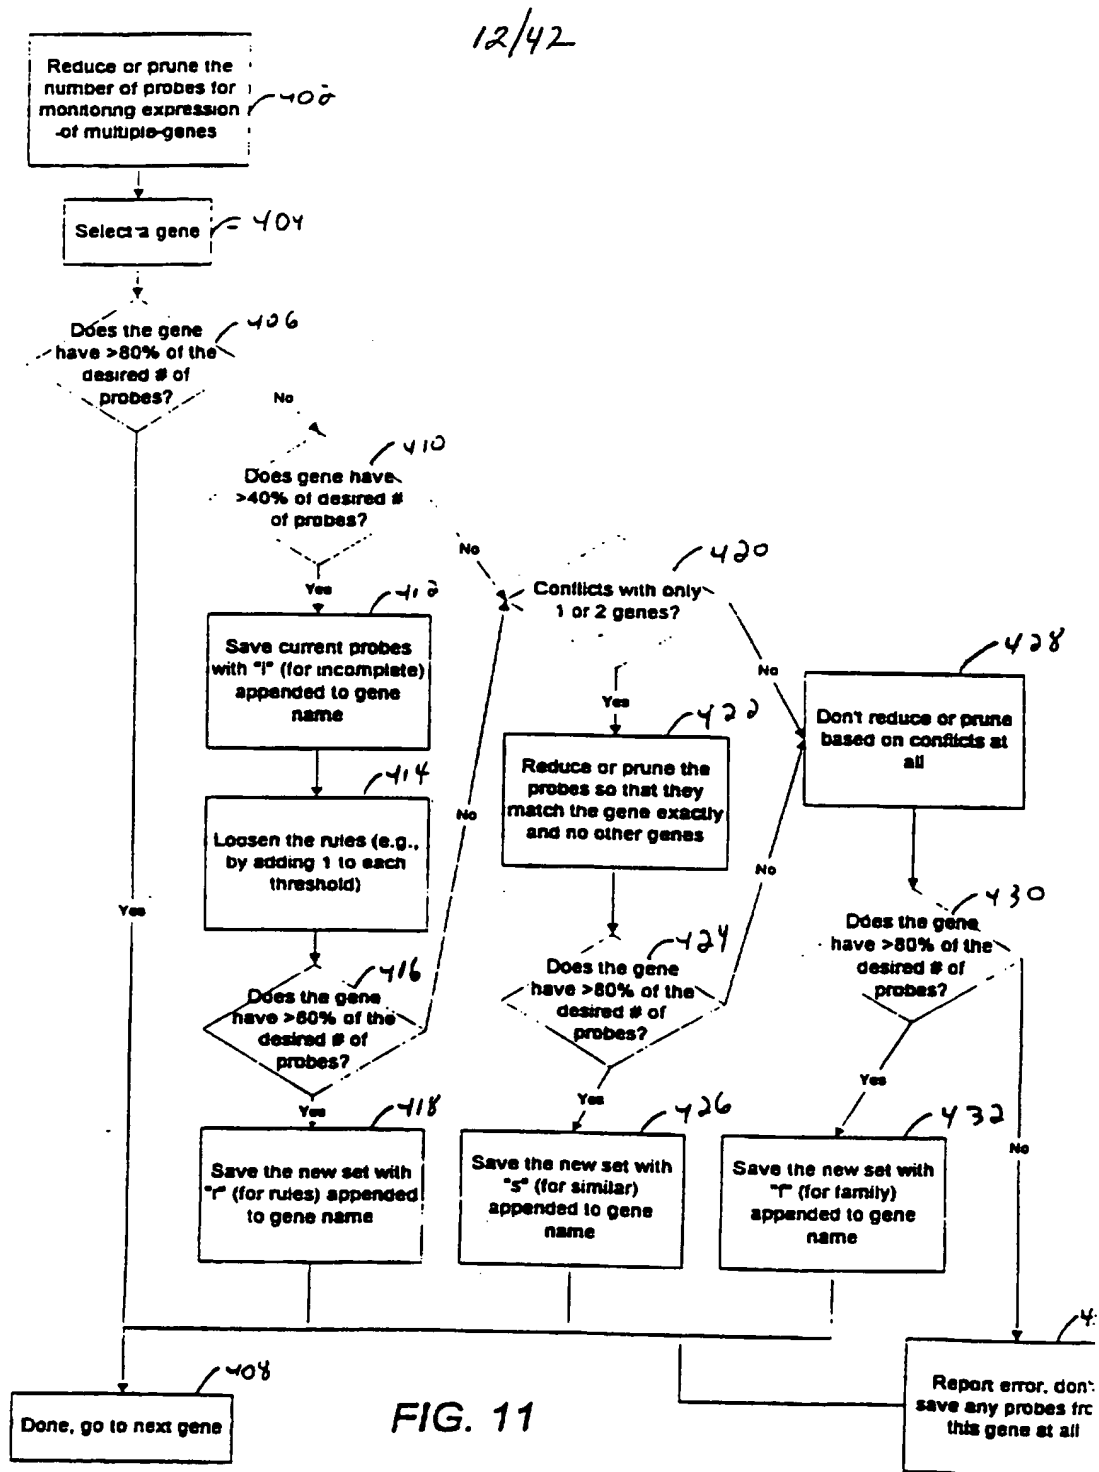 12/42
Reduce or prune the
number of probes for
monitoring expression
of multiple genes
402
Select a gene
404
Does the gene
have >80% of the
desired # of
probes?
406
No
Does gene have
>40% of desired #
of probes?
410
No
Yes
Conflicts with only
1 or 2 genes?
420
No
Yes
Save current probes
with "I" (for incomplete)
appended to gene
name
412
Reduce or prune the
probes so that they
match the gene exactly
and no other genes
422
Don't reduce or prune
based on conflicts at
all
428
Loosen the rules (e.g.,
by adding 1 to each
threshold)
414
No
No
Yes
Does the gene
have >80% of the
desired # of
probes?
416
Does the gene
have >80% of the
desired # of
probes?
424
Does the gene
have >80% of the
desired # of
probes?
430
Yes
Yes
Yes
No
Save the new set with
"r" (for rules) appended
to gene name
418
Save the new set with
"s" (for similar)
appended to gene
name
426
Save the new set with
"f" (for family)
appended to gene
name
432
Done, go to next gene
408
FIG. 11
Report error, don'
save any probes
this gene at all